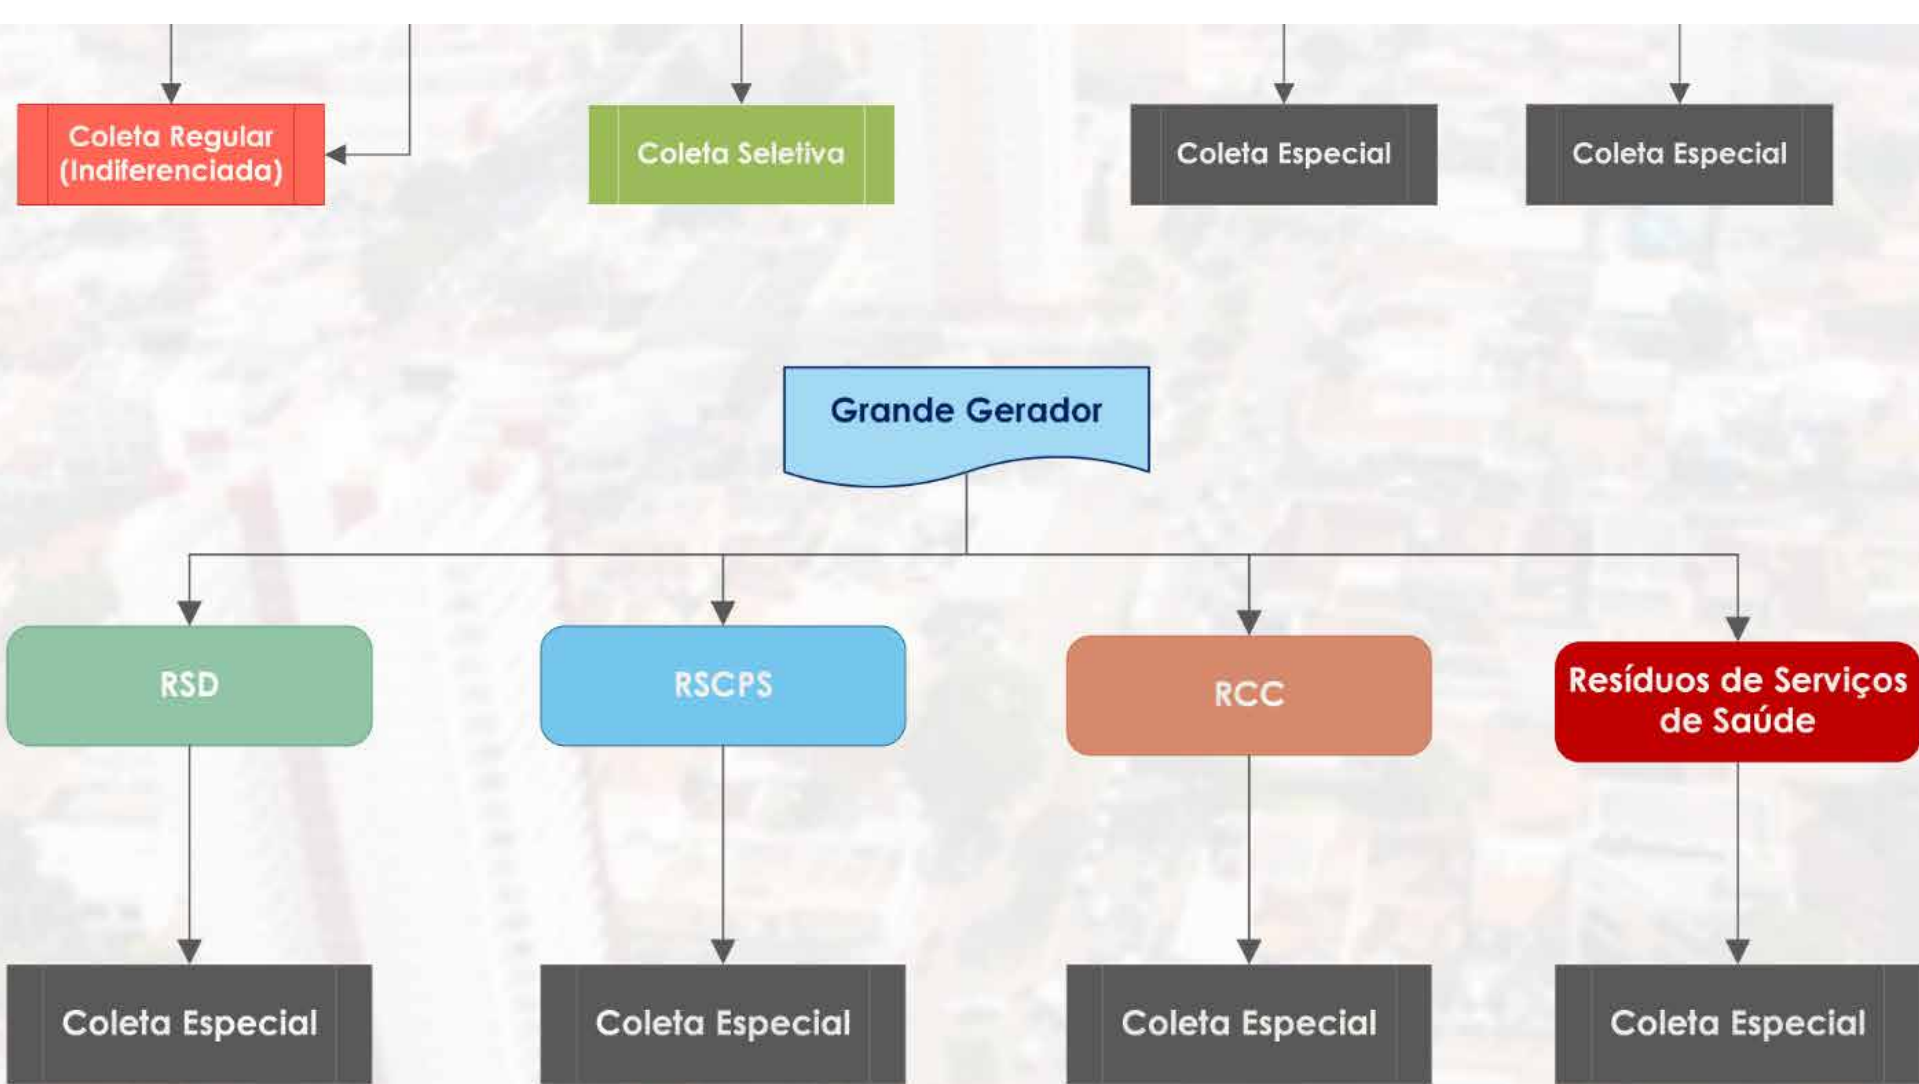 Coleta Regular
(Indiferenciada)
Coleta Seletiva
Coleta Especial
Coleta Especial
Grande Gerador
RSD
RSCPS
RCC
Resíduos de Serviços
de Saúde
Coleta Especial
Coleta Especial
Coleta Especial
Coleta Especial